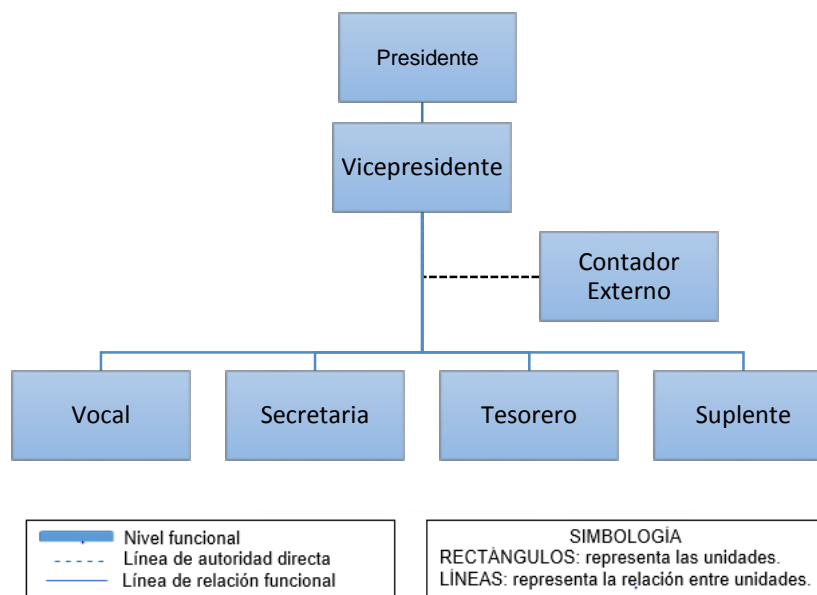 Presidente
Vicepresidente
Contador
Externo
Vocal
Secretaria
Tesorero
Suplente
Nivel funcional
Línea de autoridad directa
Línea de relación funcional
SIMBOLOGÍA
RECTÁNGULOS: representa las unidades.
LÍNEAS: representa la relación entre unidades.